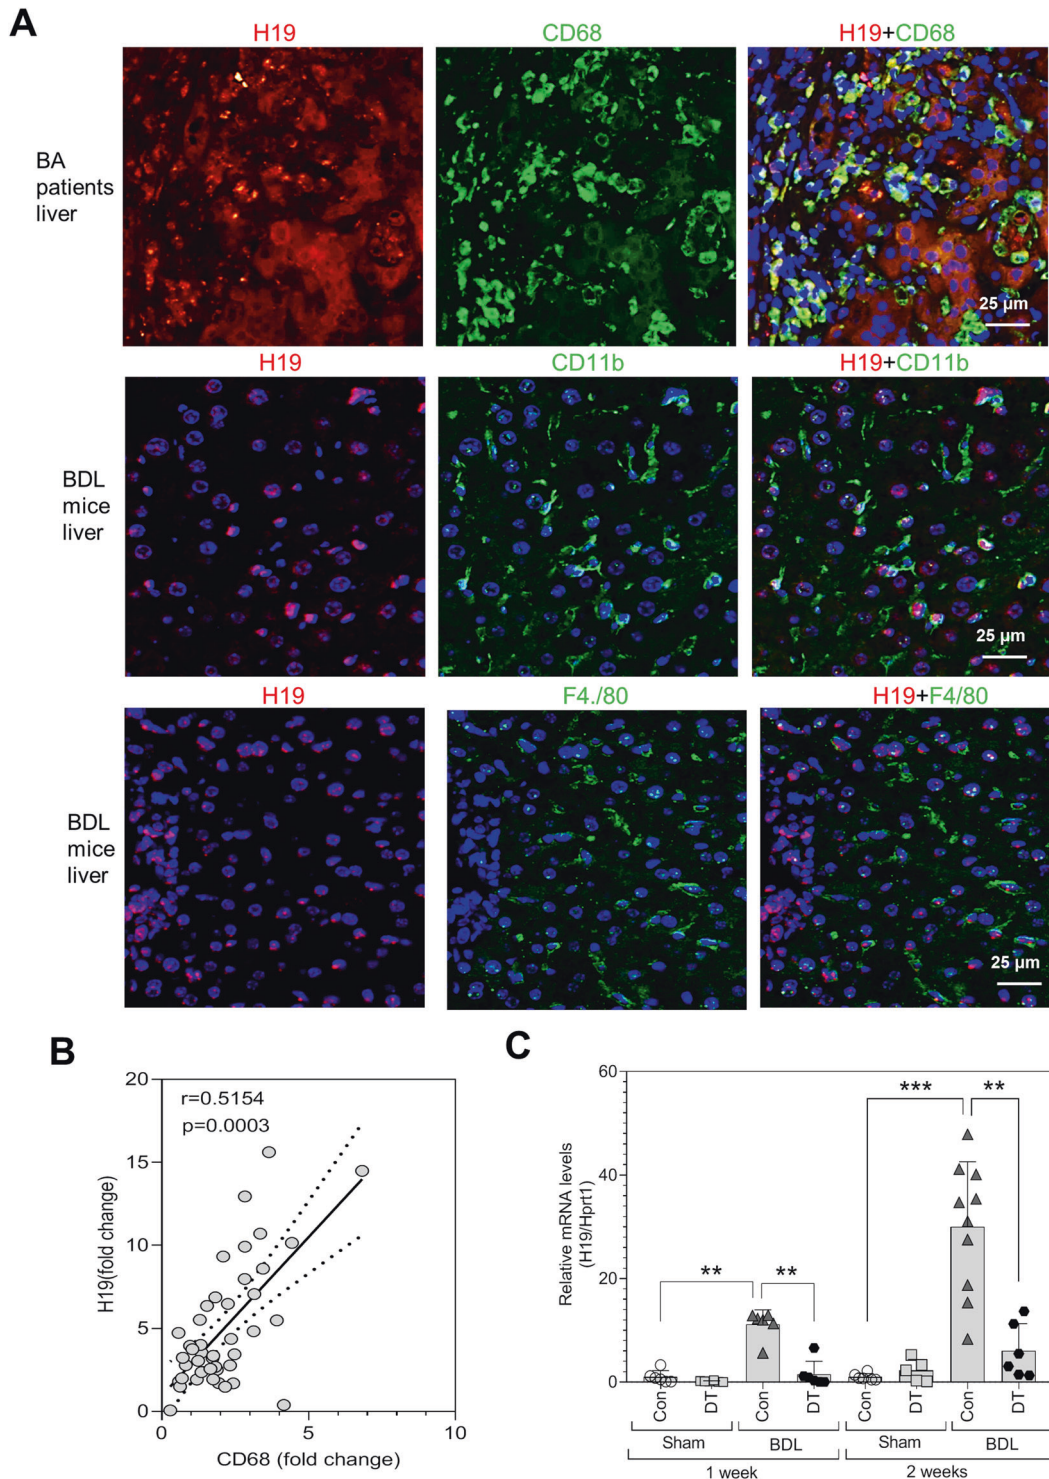 A
H19
CD68
H19+CD68
BA
patients
liver
25 µm
H19
CD11b
H19+CD11b
BDL
mice
liver
25 µm
H19
F4./80
H19+F4/80
BDL
mice
liver
25 µm
B
r=0.5154
p=0.0003
H19(fold change)
20
15
10
5
0
0
5
10
CD68 (fold change)
C
Relative mRNA levels
(H19/Hprt1)
60
40
20
0
**
**
***
**
Con
DT
Con
DT
Con
DT
Con
DT
Sham
BDL
Sham
BDL
1 week
2 weeks